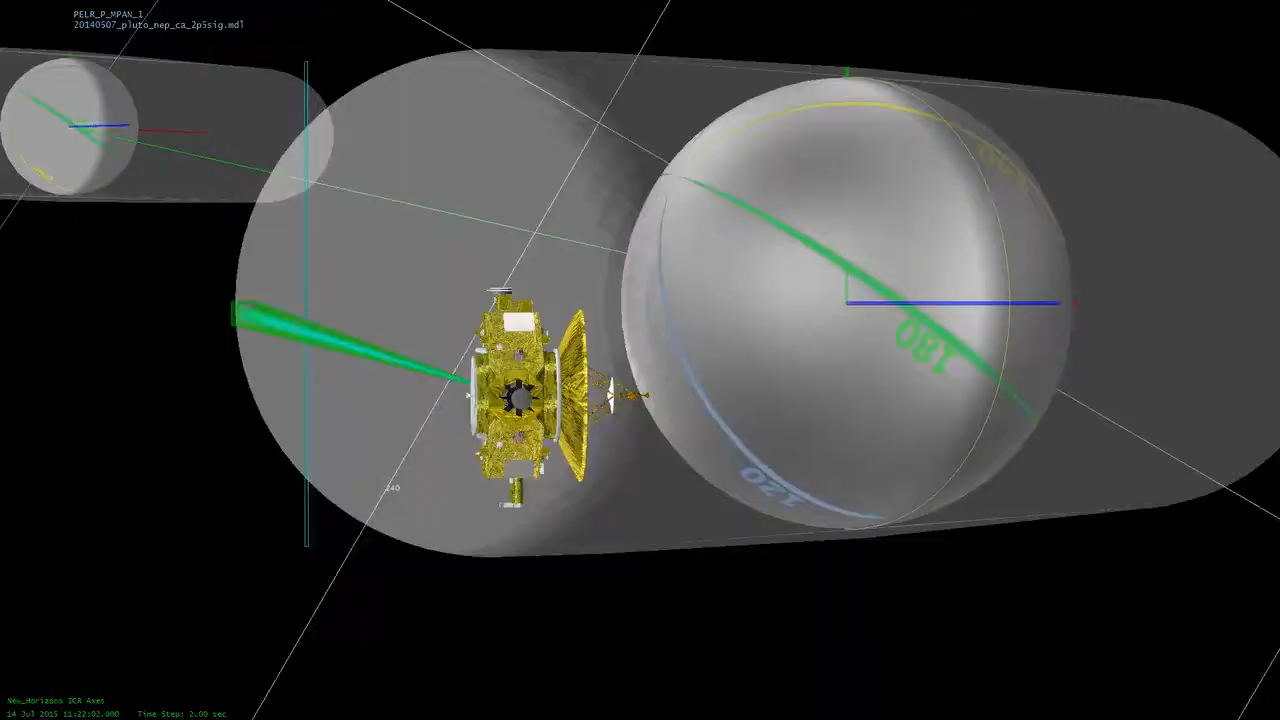 PELR_P_MPAN_1
20140507_pluto_nep_ca_2p5sig.mdl
180
120
240
New_Horizons ICR Axes
14 Jul 2015 11:22:02.000 Time Step: 2.00 sec